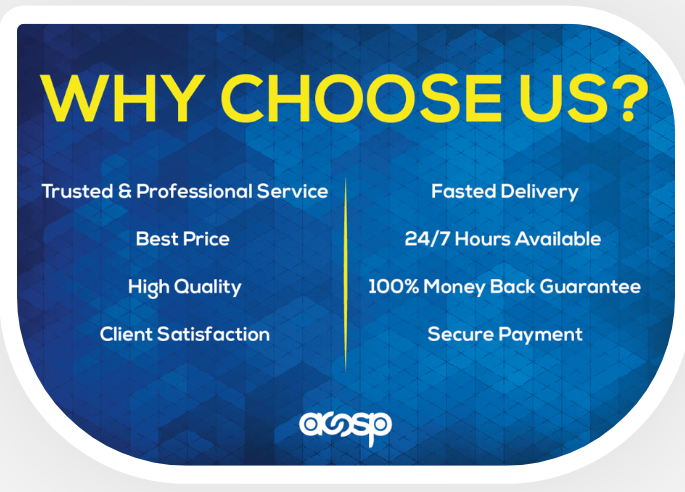 WHY CHOOSE US?
Trusted & Professional Service
Best Price
High Quality
Client Satisfaction
Fasted Delivery
24/7 Hours Available
100% Money Back Guarantee
Secure Payment